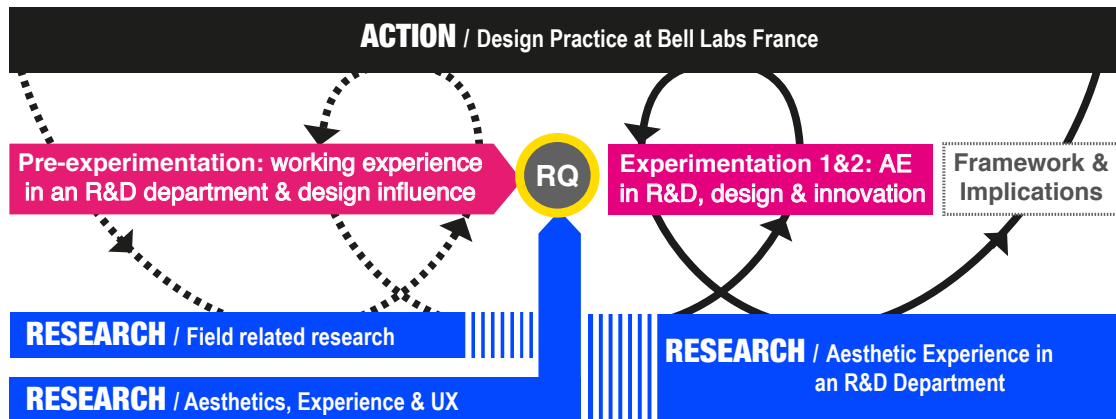 ACTION / Design Practice at Bell Labs France
Pre-experimentation: working experience
in an R&D department & design influence
RQ
Experimentation 1&2: AE
in R&D, design & innovation
Framework &
Implications
RESEARCH / Field related research
RESEARCH / Aesthetics, Experience & UX
RESEARCH / Aesthetic Experience in
an R&D Department